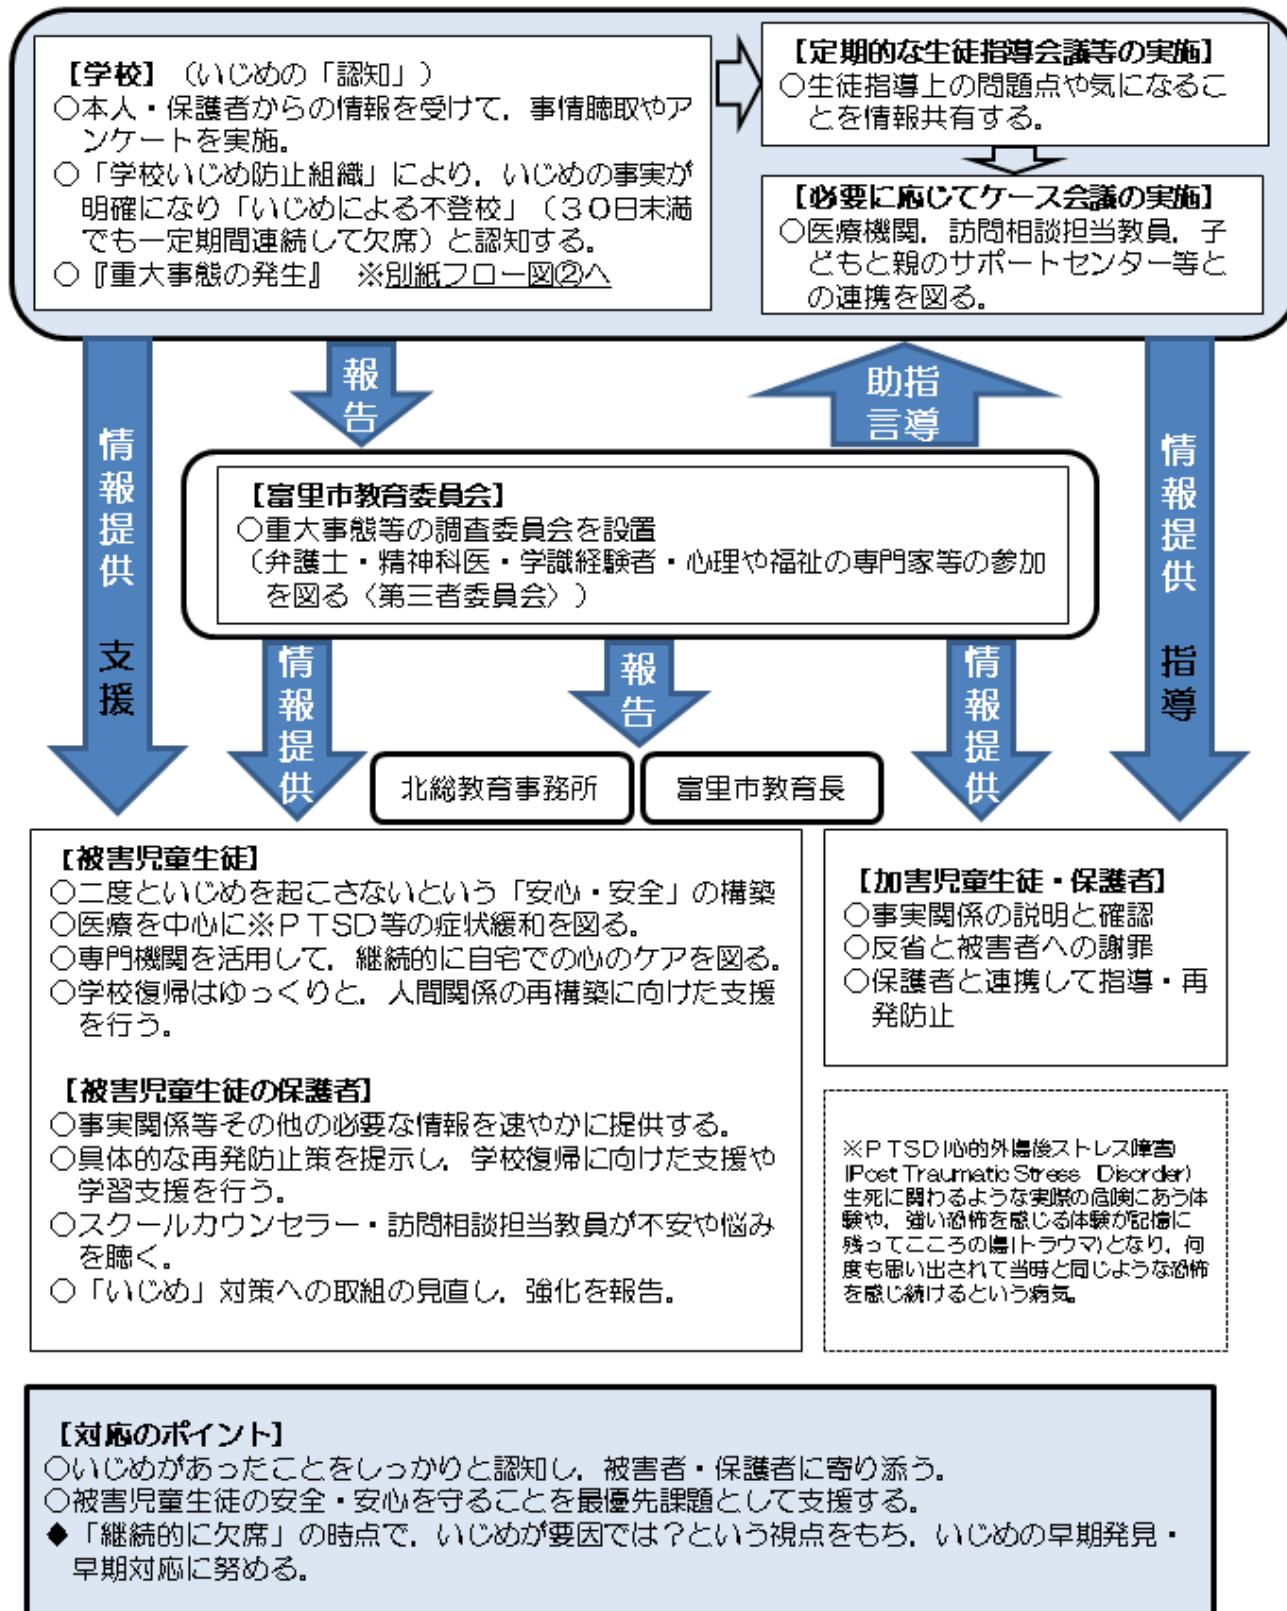 【学校】（いじめの「認知」）
○本人・保護者からの情報を受けて，事情聴取やア
ンケートを実施。
○「学校いじめ防止組織」により，いじめの事実が
明確になり「いじめによる不登校」（３０日未満
でも一定期間連続して欠席）と認知する。
○『重大事態の発生』　※別紙フロー図②へ
【定期的な生徒指導会議等の実施】
○生徒指導上の問題点や気になるこ
とを情報共有する。
【必要に応じてケース会議の実施】
○医療機関，訪問相談担当教員，子
どもと親のサポートセンター等と
の連携を図る。
情報提供　支援
報告
助言
指導
情報提供　指導
【富里市教育委員会】
○重大事態等の調査委員会を設置
（弁護士・精神科医・学識経験者・心理や福祉の専門家等の参加
を図る〈第三者委員会〉）
情報提供
報告
情報提供
北総教育事務所
富里市教育長
【被害児童生徒】
○二度といじめを起こさないという「安心・安全」の構築
○医療を中心に※ＰＴＳＤ等の症状緩和を図る。
○専門機関を活用して，継続的に自宅での心のケアを図る。
○学校復帰はゆっくりと，人間関係の再構築に向けた支援
を行う。
【被害児童生徒の保護者】
○事実関係等その他の必要な情報を速やかに提供する。
○具体的な再発防止策を提示し，学校復帰に向けた支援や
学習支援を行う。
○スクールカウンセラー・訪問相談担当教員が不安や悩み
を聴く。
○「いじめ」対策への取組の見直し，強化を報告。
【加害児童生徒・保護者】
○事実関係の説明と確認
○反省と被害者への謝罪
○保護者と連携して指導・再
発防止
※ＰＴＳＤ(心的外傷後ストレス障害)
(Post Traumatic Stress Disorder)
生死に関わるような実際の危険にあう体
験や，強い恐怖を感じる体験が記憶に
残ってこころの傷(トラウマ)となり，何
度も思い出されて当時と同じような恐怖
を感じ続けるという病気。
【対応のポイント】
○いじめがあったことをしっかりと認知し，被害者・保護者に寄り添う。
○被害児童生徒の安全・安心を守ることを最優先課題として支援する。
◆「継続的に欠席」の時点で，いじめが要因では？という視点をもち，いじめの早期発見・
早期対応に努める。